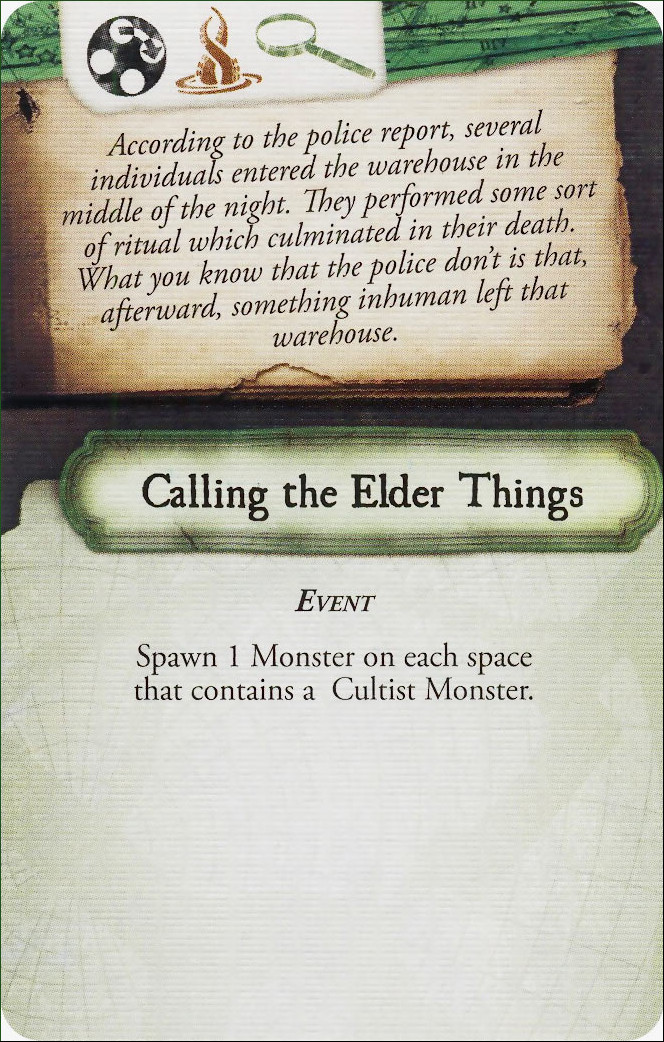 According to the police report, several
individuals entered the warehouse in the
middle of the night. They performed some sort
of ritual which culminated in their death.
What you know that the police don't is that,
afterward, something inhuman left that
warehouse.
Calling the Elder Things
Event
Spawn 1 Monster on each space
that contains a Cultist Monster.